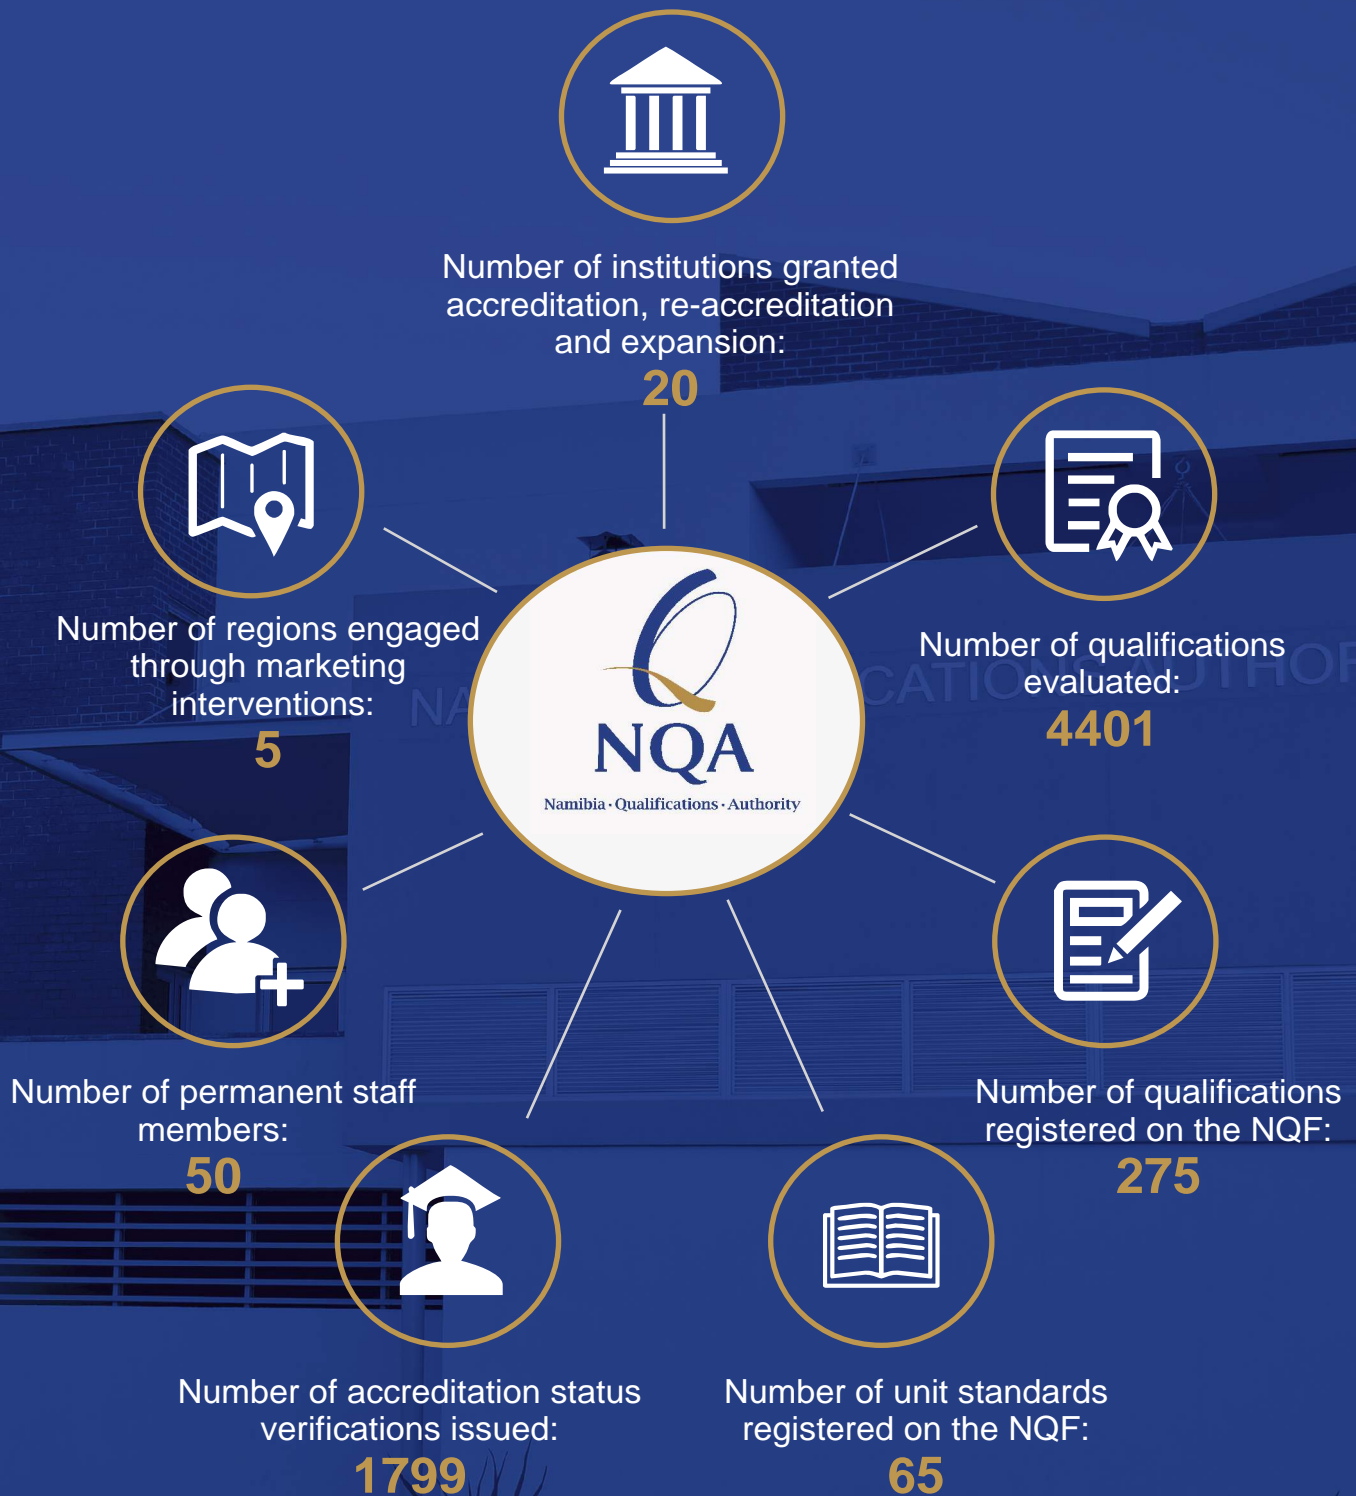 Number of institutions granted
accreditation, re-accreditation
and expansion:
20
Number of regions engaged
through marketing
interventions:
5
Number of qualifications
evaluated:
4401
NQA
Namibia · Qualifications · Authority
NA
CATIONS AUTHOR
Number of permanent staff
members:
50
Number of qualifications
registered on the NQF:
275
Number of accreditation status
verifications issued:
1799
Number of unit standards
registered on the NQF:
65